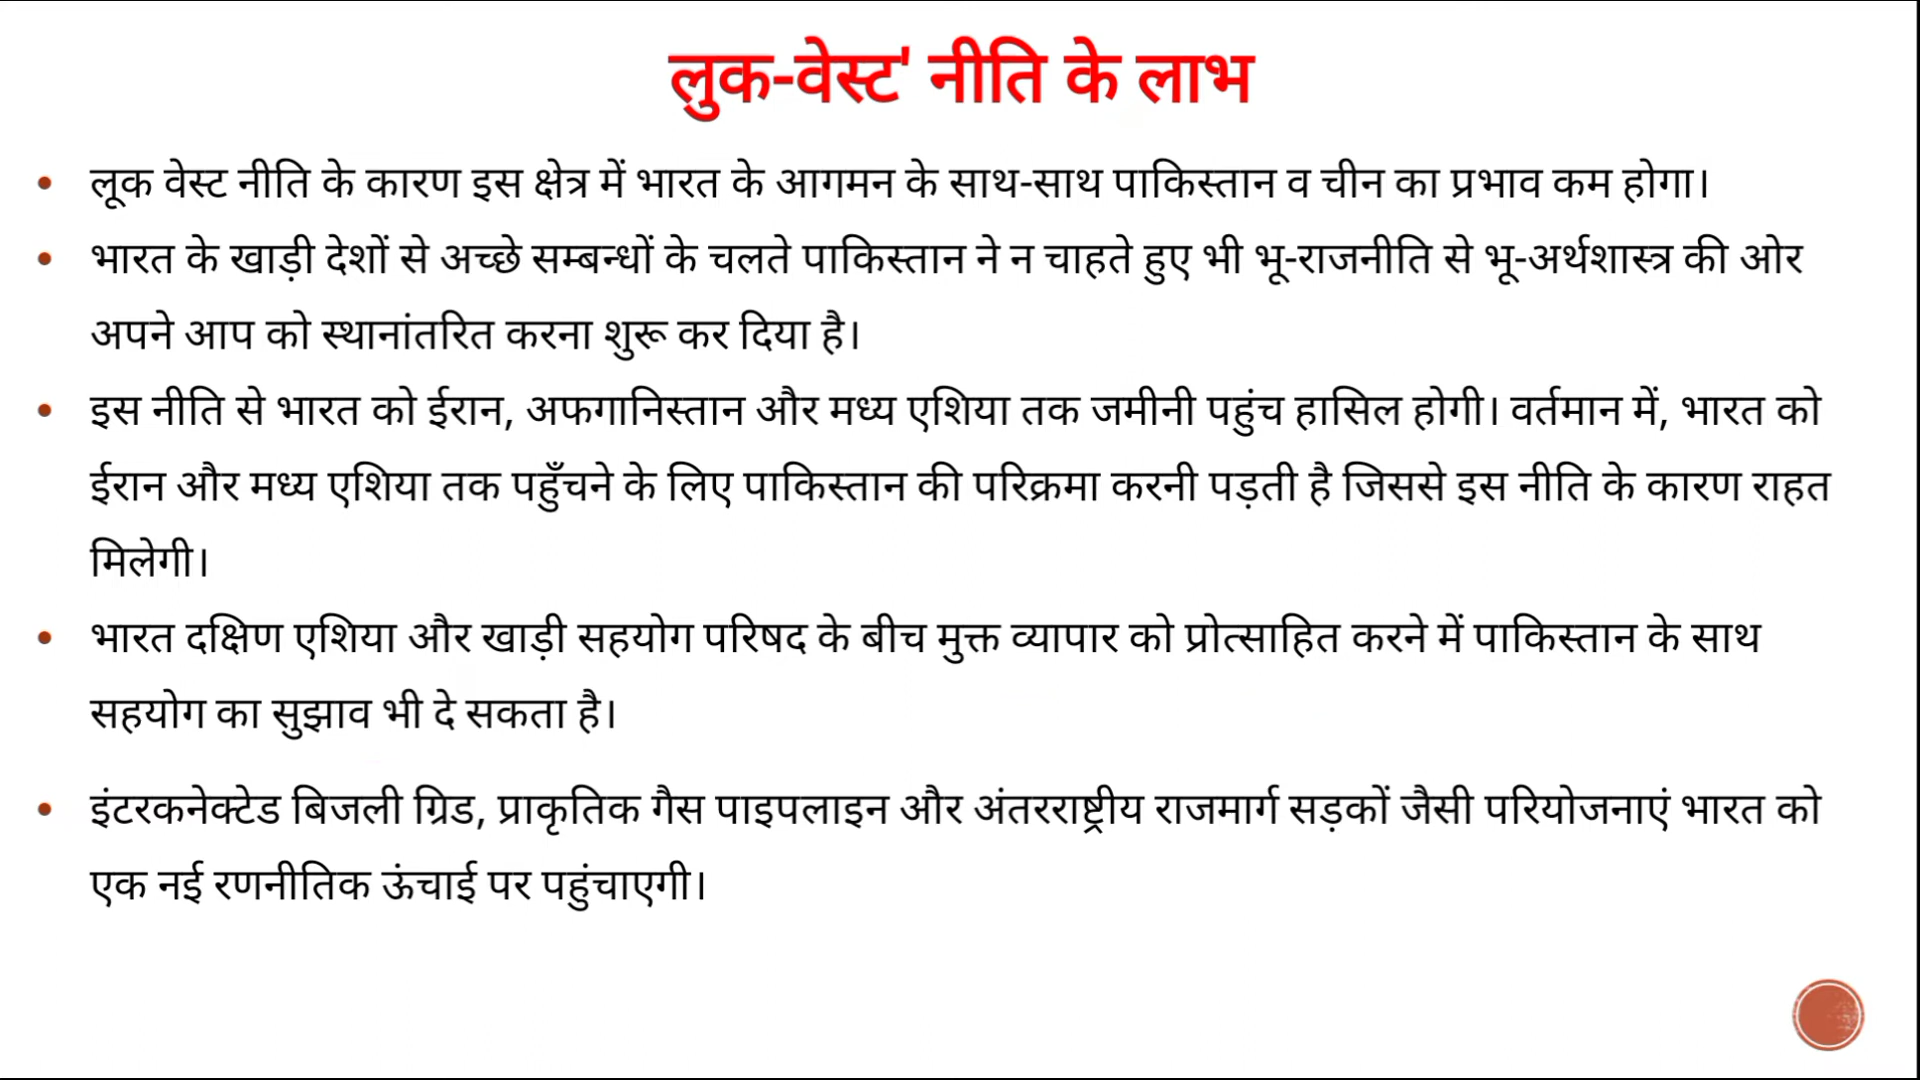 लुक-वेस्ट' नीति के लाभ
• लूक वेस्ट नीति के कारण इस क्षेत्र में भारत के आगमन के साथ-साथ पाकिस्तान व चीन का प्रभाव कम होगा।
• भारत के खाड़ी देशों से अच्छे सम्बन्धों के चलते पाकिस्तान ने न चाहते हुए भी भू-राजनीति से भू-अर्थशास्त्र की ओर
अपने आप को स्थानांतरित करना शुरू कर दिया है।
• इस नीति से भारत को ईरान, अफगानिस्तान और मध्य एशिया तक जमीनी पहुंच हासिल होगी। वर्तमान में, भारत को
ईरान और मध्य एशिया तक पहुँचने के लिए पाकिस्तान की परिक्रमा करनी पड़ती है जिससे इस नीति के कारण राहत
मिलेगी।
• भारत दक्षिण एशिया और खाड़ी सहयोग परिषद के बीच मुक्त व्यापार को प्रोत्साहित करने में पाकिस्तान के साथ
सहयोग का सुझाव भी दे सकता है।
• इंटरकनेक्टेड बिजली ग्रिड, प्राकृतिक गैस पाइपलाइन और अंतरराष्ट्रीय राजमार्ग सड़कों जैसी परियोजनाएं भारत को
एक नई रणनीतिक ऊंचाई पर पहुंचाएगी।